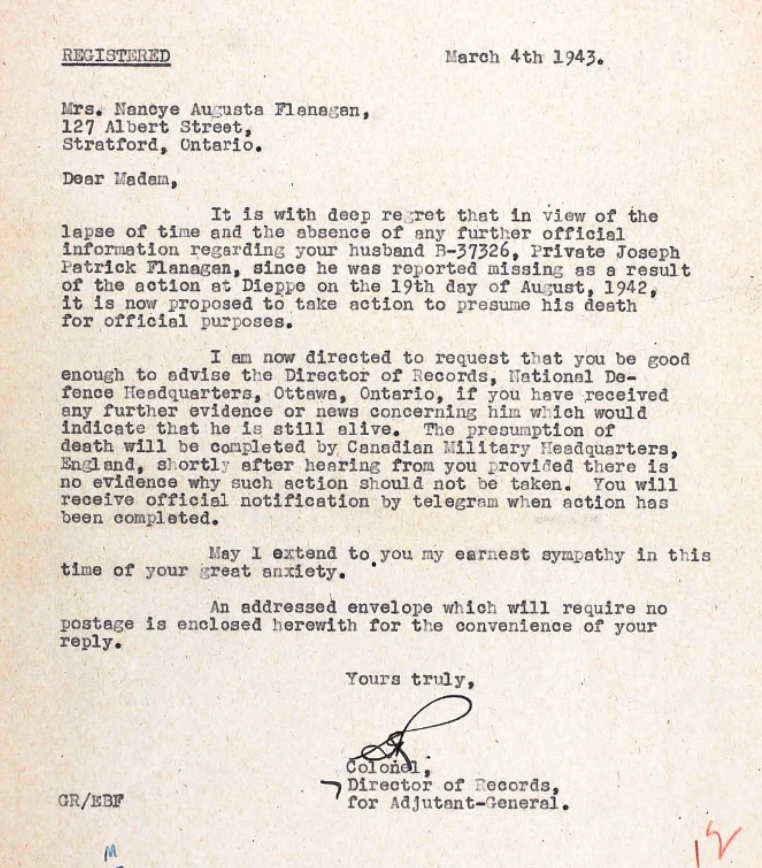 REGISTERED March 4th 1943.
Mrs. Nancye Augusta Flanagan,
127 Albert Street,
Stratford, Ontario.
Dear Madam,
It is with deep regret that in view of the
lapse of time and the absence of any further official
information regarding your husband B-37326, Private Joseph
Patrick Flanagan, since he was reported missing as a result
of the action at Dieppe on the 19th day of August, 1942,
it is now proposed to take action to presume his death
for official purposes.
I am now directed to request that you be good
enough to advise the Director of Records, National De-
fence Headquarters, Ottawa, Ontario, if you have received
any further evidence or news concerning him which would
indicate that he is still alive. The presumption of
death will be completed by Canadian Military Headquarters,
England, shortly after hearing from you provided there is
no evidence why such action should not be taken. You will
receive official notification by telegram when action has
been completed.
May I extend to you my earnest sympathy in this
time of your great anxiety.
An addressed envelope which will require no
postage is enclosed herewith for the convenience of your
reply.
Yours truly,
Colonel,
Director of Records,
for Adjutant-General.
GR/EBF
M